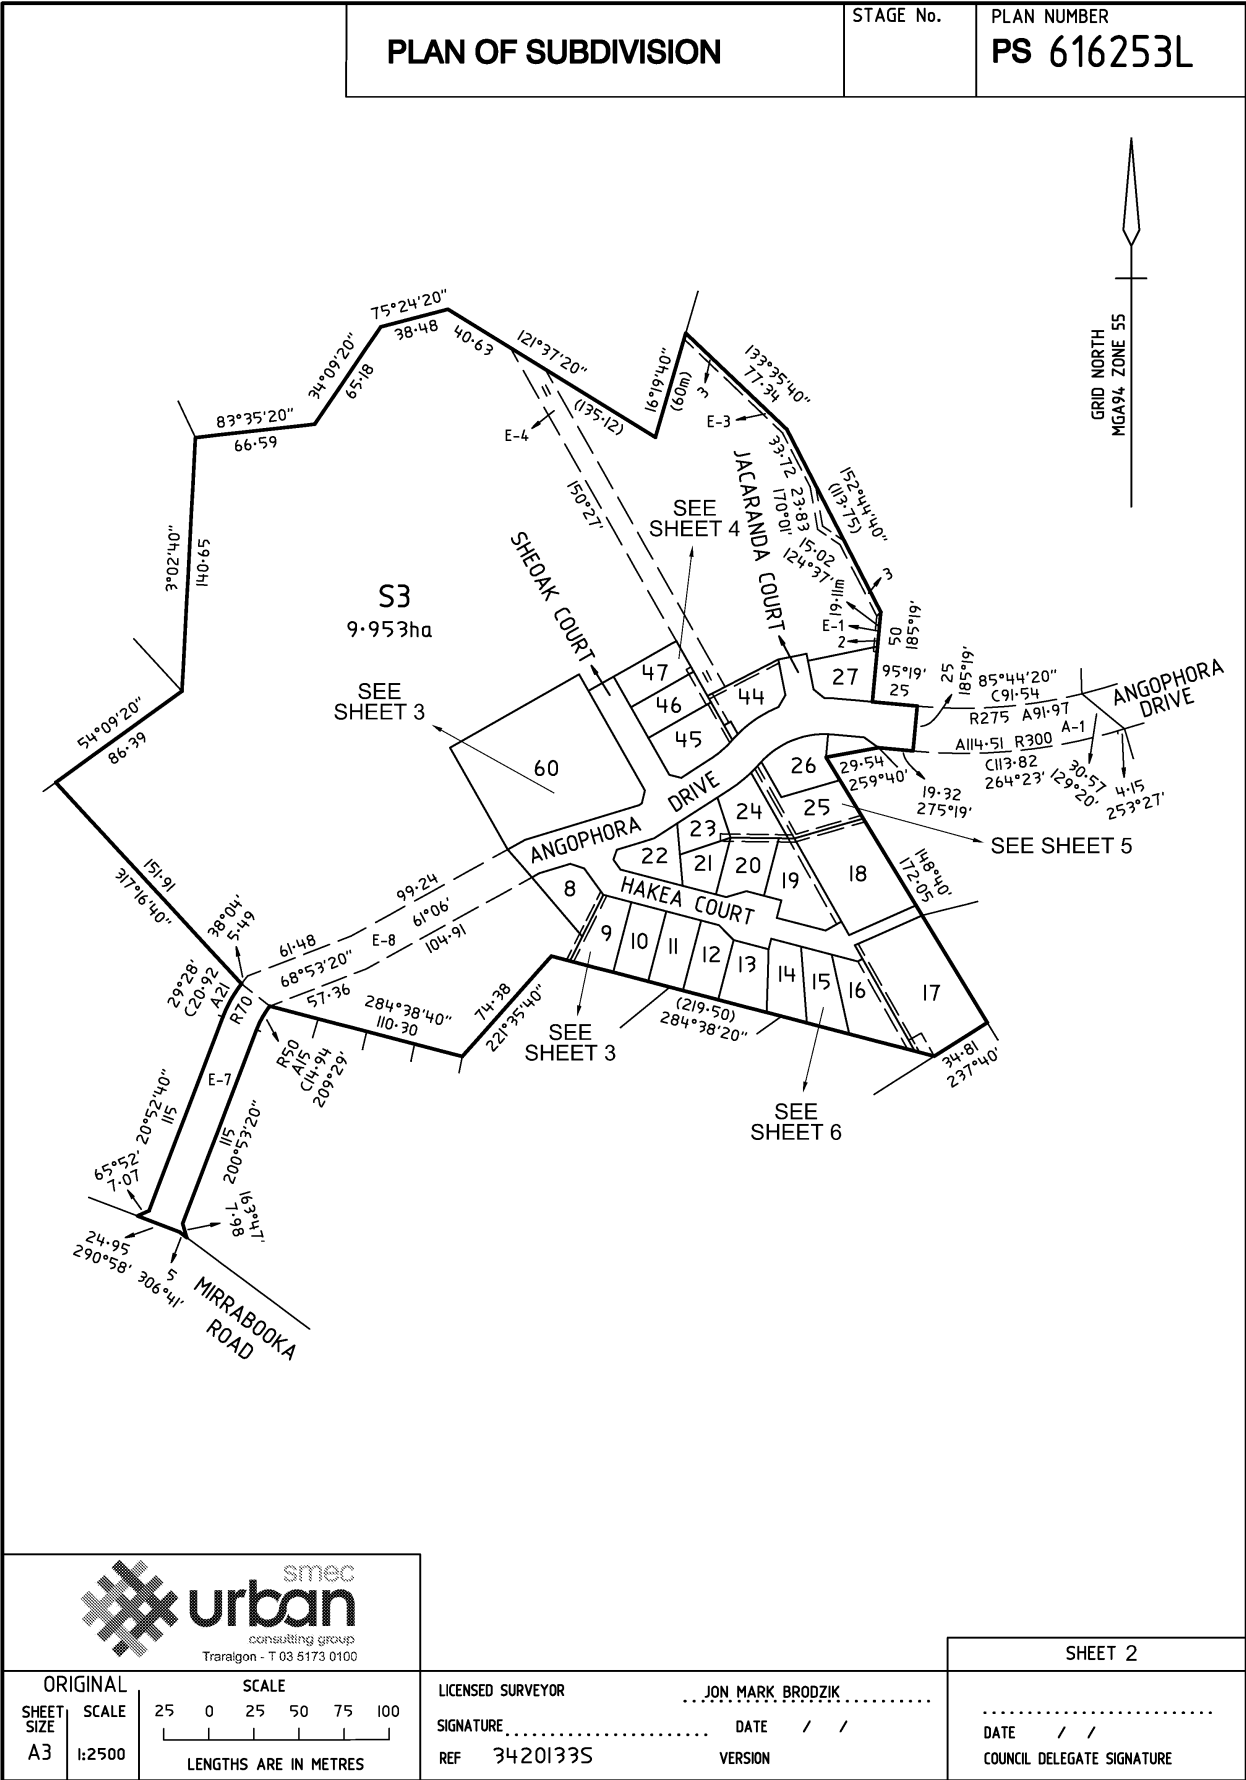 PLAN OF SUBDIVISION
STAGE No.
PLAN NUMBER
PS 616253L
GRID NORTH
MGA94 ZONE 55
75°24'20"
38·48
40·63
121°37'20"
(135·12)
34°09'20"
65·18
83°35'20"
66·59
16°19'40"
(60m)
133°35'40"
77·34
3
E-3
E-4
33·72
23·83
170°01'
15·02
124°37'
152°44'40"
(113·75)
150°27'
JACARANDA COURT
SEE
SHEET 4
SHEOAK COURT
3°02'40"
140·65
S3
9·953ha
3
19·11m
E-1
2
50
185°19'
95°19'
25
25
185°19'
85°44'20"
C91·54
R275 A91·97
A-1
A114·51 R300
C113·82
264°23'
ANGOPHORA
DRIVE
30·57
129°20'
4·15
253°27'
19·32
275°19'
29·54
259°40'
SEE
SHEET 3
54°09'20"
86·39
47
46
45
44
27
60
26
25
24
23
22
21
20
19
18
17
8
9
10
11
12
13
14
15
16
ANGOPHORA DRIVE
HAKEA COURT
SEE SHEET 5
148°40'
172·05
151·91
317°16'40"
38°04'
5·49
99·24
61°06'
104·91
61·48
E-8
68°53'20"
57·36
29°28'
C20·92
A21
R70
284°38'40"
110·30
74·38
221°35'40"
R50
A15
C14·94
209°29'
(219·50)
284°38'20"
SEE
SHEET 3
SEE
SHEET 6
34·81
237°40'
E-7
20°52'40"
115
115
200°53'20"
65°52'
7·07
163°47'
7·98
24·95
290°58'
5
306°41'
MIRRABOOKA
ROAD
smec
urban
consulting group
Traralgon - T 03 5173 0100
ORIGINAL
SHEET
SIZE
A3
SCALE
1:2500
SCALE
25 0 25 50 75 100
LENGTHS ARE IN METRES
LICENSED SURVEYOR JON MARK BRODZIK
SIGNATURE DATE / /
REF 3420133S VERSION
SHEET 2
DATE / /
COUNCIL DELEGATE SIGNATURE